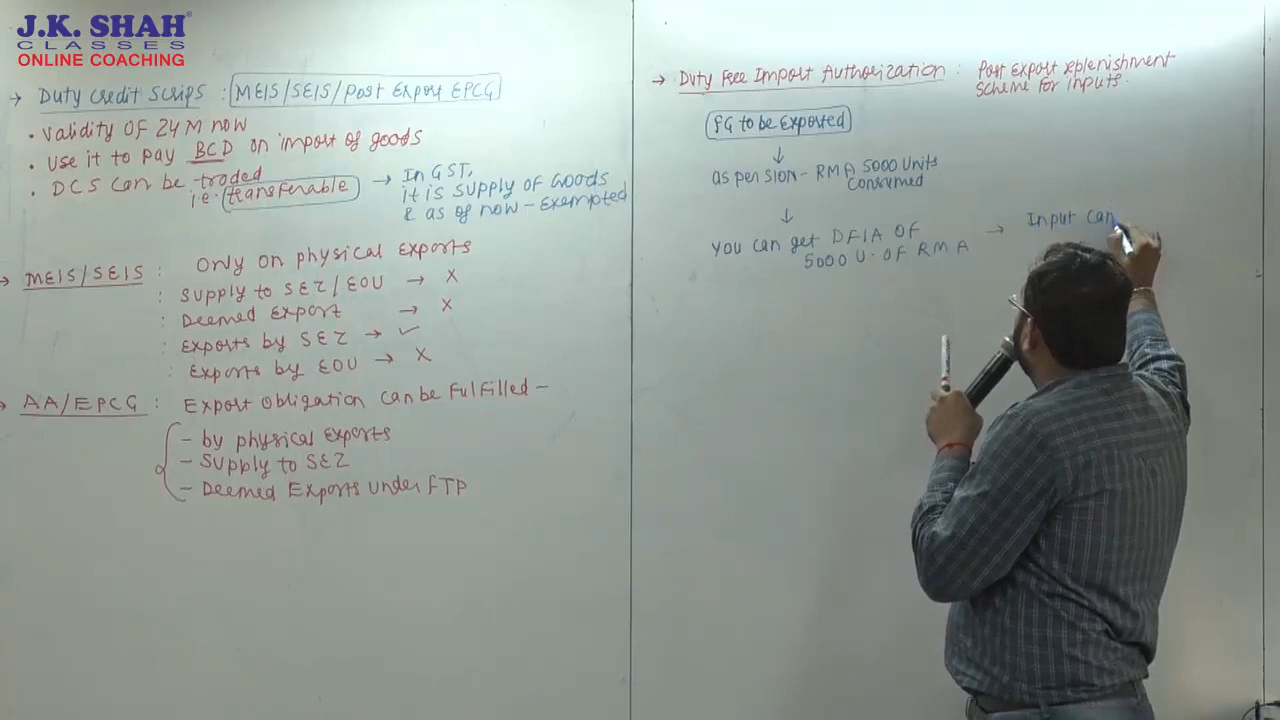 J.K. SHAH®
CLASSES
ONLINE COACHING
→ Duty Credit Scrips : MEIS/SEIS/Post Export EPCG
• Validity OF 24 M now
• Use it to pay BCD on import of goods
• DCS can be traded
i.e. transferable → In GST,
it is supply of Goods
& as of now - Exempted
→ MEIS/SEIS : Only on physical exports
: Supply to SEZ/EOU → X
: Deemed Export → X
: Exports by SEZ → ✓
: Exports by EOU → X
→ AA/EPCG : Export Obligation can be Fulfilled -
- by physical Exports
- Supply to SEZ
- Deemed Exports under FTP
→ Duty Free Import Authorization : Post Export replenishment
scheme for inputs.
FG to be Exported
↓
as per SION - RMA 5000 Units
Consumed
↓
You can get DFIA OF → Input can
5000 U. OF RMA